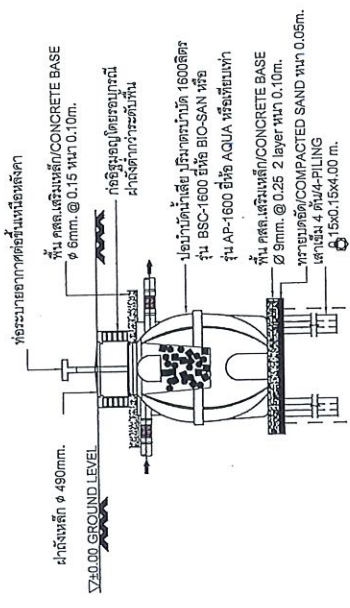 ท่อระบายอากาศต่อขึ้นเหนือหลังคา
ฝาถังเหล็ก ϕ 490mm.
±0.00 GROUND LEVEL
พื้น คสล.เสริมเหล็ก/CONCRETE BASE
ϕ 6mm. @ 0.15 หนา 0.10m.
ก่ออิฐมอญโดยรอบกรณี
ฝาถังต่ำกว่าระดับพื้น
บ่อบำบัดน้ำเสีย ปริมาตรบำบัด 1600ลิตร
รุ่น BSC-1600 ยี่ห้อ BIO-SAN หรือ
รุ่น AP-1600 ยี่ห้อ AQUA หรือเทียบเท่า
พื้น คสล.เสริมเหล็ก/CONCRETE BASE
Ø 9mm. @ 0.25 2 layer หนา 0.10m.
ทรายบดอัด/COMPACTED SAND หนา 0.05m.
เสาเข็ม 4 ต้น/4-PILING
0.15x0.15x4.00 m.